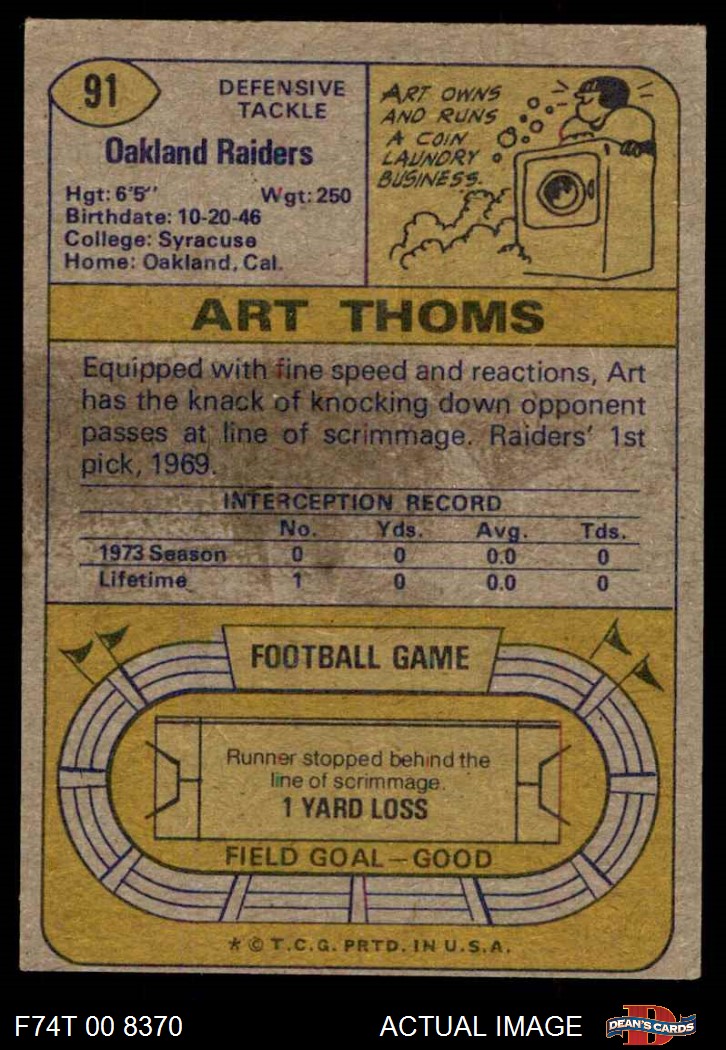 91
DEFENSIVE
TACKLE
Oakland Raiders
Hgt: 6'5" Wgt: 250
Birthdate: 10-20-46
College: Syracuse
Home: Oakland, Cal.
ART OWNS
AND RUNS
A COIN
LAUNDRY
BUSINESS.
ART THOMS
Equipped with fine speed and reactions, Art
has the knack of knocking down opponent
passes at line of scrimmage. Raiders' 1st
pick, 1969.
INTERCEPTION RECORD
No. Yds. Avg. Tds.
1973 Season 0 0 0.0 0
Lifetime 1 0 0.0 0
FOOTBALL GAME
Runner stopped behind the
line of scrimmage.
1 YARD LOSS
FIELD GOAL—GOOD
* © T.C.G. PRTD. IN U.S.A.
F74T 00 8370 ACTUAL IMAGE
D
DEAN'S CARDS